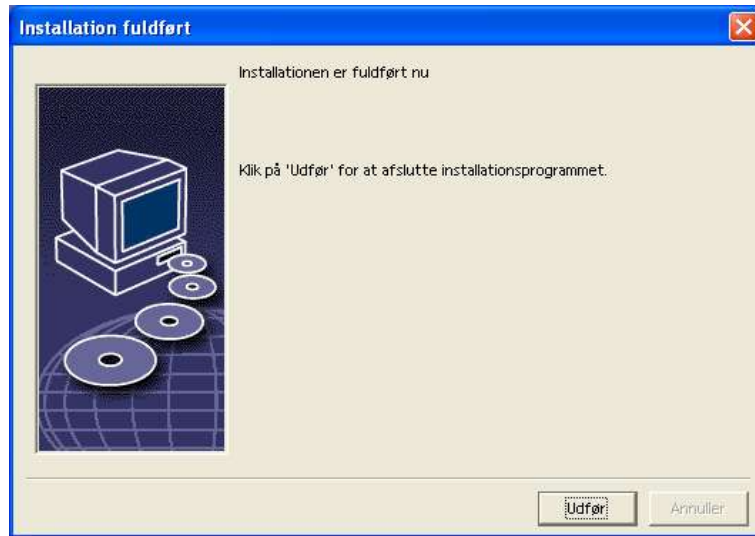 Installation fuldført
Installationen er fuldført nu
Klik på 'Udfør' for at afslutte installationsprogrammet.
Udfør
Annuller